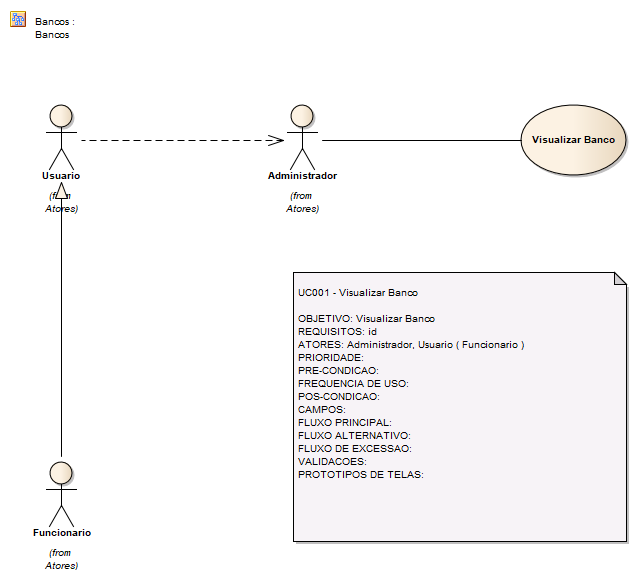 Bancos :
Bancos
Usuario
(from
Atores)
Administrador
(from
Atores)
Visualizar Banco
UC001 - Visualizar Banco
OBJETIVO: Visualizar Banco
REQUISITOS: id
ATORES: Administrador, Usuario ( Funcionario )
PRIORIDADE:
PRE-CONDICAO:
FREQUENCIA DE USO:
POS-CONDICAO:
CAMPOS:
FLUXO PRINCIPAL:
FLUXO ALTERNATIVO:
FLUXO DE EXCESSAO:
VALIDACOES:
PROTOTIPOS DE TELAS:
Funcionario
(from
Atores)